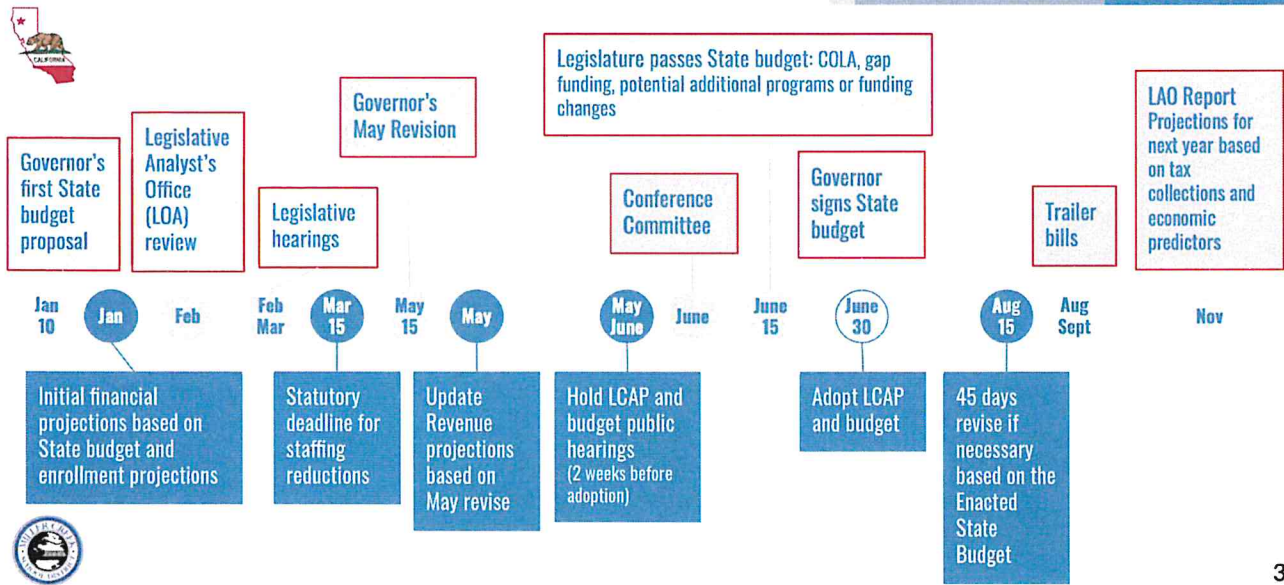 CALIFORNIA
Governor's
first State
budget
proposal
Legislative
Analyst's
Office
(LOA)
review
Legislative
hearings
Governor's
May Revision
Legislature passes State budget: COLA, gap
funding, potential additional programs or funding
changes
Conference
Committee
Governor
signs State
budget
Trailer
bills
LAO Report
Projections for
next year based
on tax
collections and
economic
predictors
Jan
10
Jan
Feb
Feb
Mar
Mar
15
May
15
May
May
June
June
June
15
June
30
Aug
15
Aug
Sept
Nov
Initial financial
projections based on
State budget and
enrollment projections
Statutory
deadline for
staffing
reductions
Update
Revenue
projections
based on
May revise
Hold LCAP and
budget public
hearings
(2 weeks before
adoption)
Adopt LCAP
and budget
45 days
revise if
necessary
based on the
Enacted
State
Budget
MILLER CREEK
SCHOOL DISTRICT
3